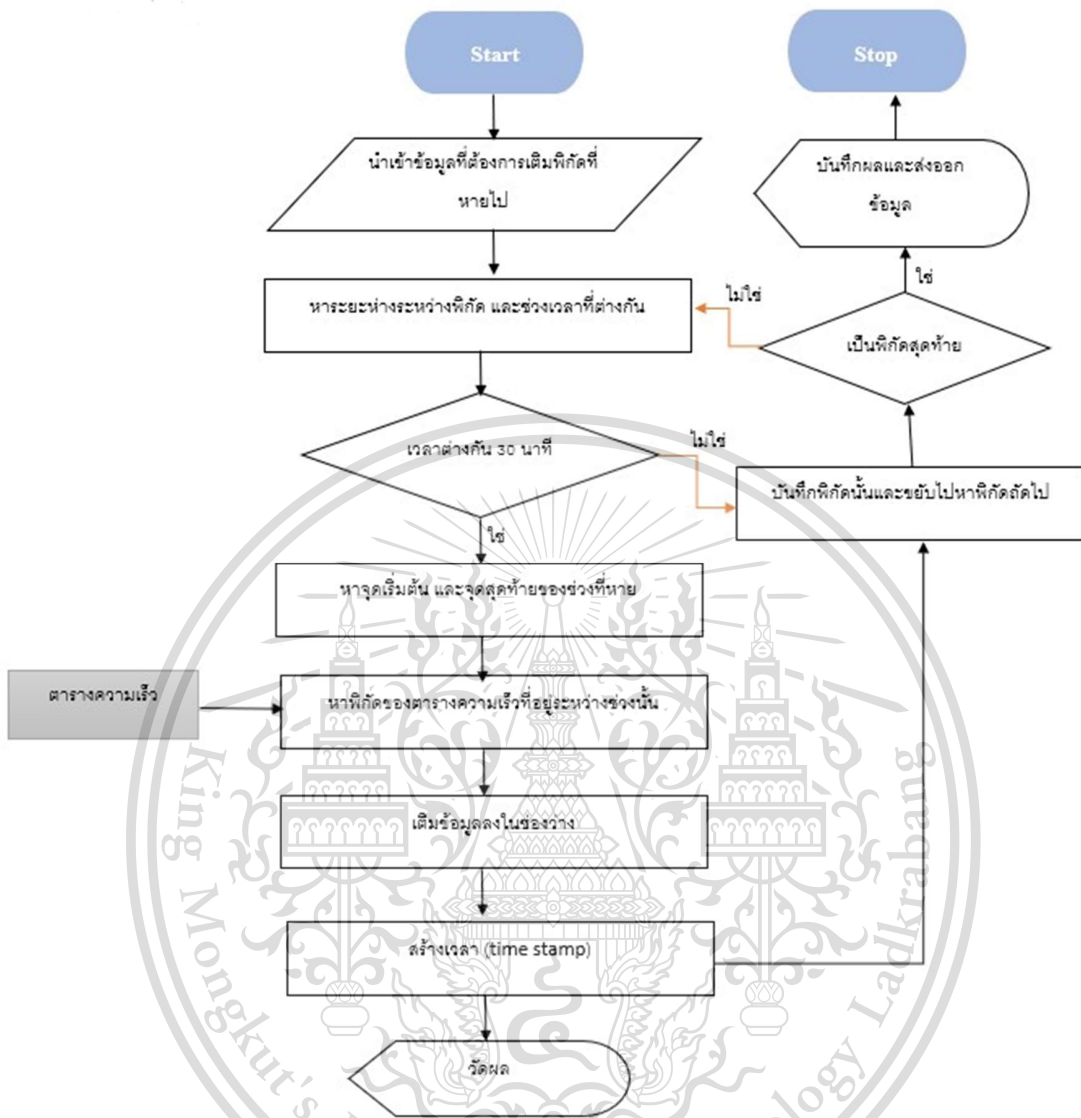 Start
Stop
นำเข้าข้อมูลที่ต้องการเติมพิกัดที่
หายไป
บันทึกผลและส่งออก
ข้อมูล
ใช่
หาระยะห่างระหว่างพิกัด และช่วงเวลาที่ต่างกัน
ไม่ใช่
เป็นพิกัดสุดท้าย
เวลาต่างกัน 30 นาที
ไม่ใช่
บันทึกพิกัดนั้นและขยับไปหาพิกัดถัดไป
ใช่
หาจุดเริ่มต้น และจุดสุดท้ายของช่วงที่หาย
ตารางความเร็ว
หาพิกัดของตารางความเร็วที่อยู่ระหว่างช่วงนั้น
เติมข้อมูลลงในช่องว่าง
สร้างเวลา (time stamp)
วัดผล
King Mongkut's
ology Ladkrabang